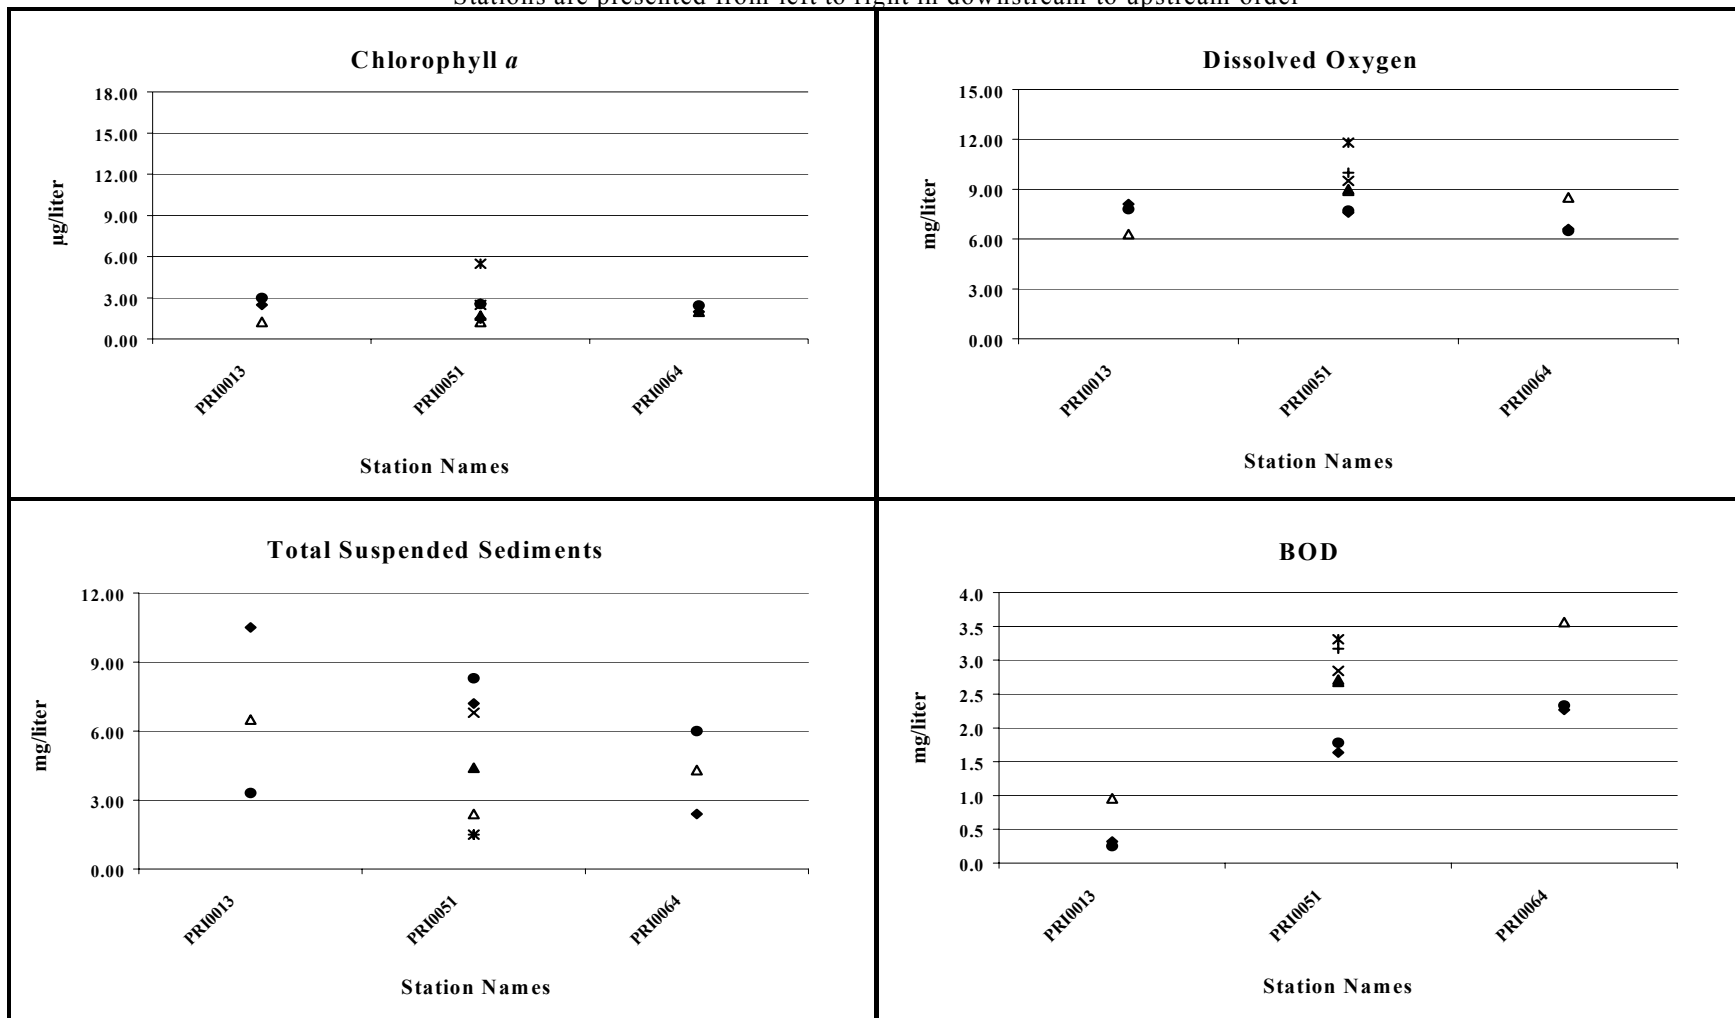 Stations are presented from left to right in downstream to upstream order
Chlorophyll a
18.00
15.00
12.00
9.00
6.00
3.00
0.00
µg/liter
PRI0013
PRI0051
PRI0064
Station Names
Dissolved Oxygen
15.00
12.00
9.00
6.00
3.00
0.00
mg/liter
PRI0013
PRI0051
PRI0064
Station Names
Total Suspended Sediments
12.00
9.00
6.00
3.00
0.00
mg/liter
PRI0013
PRI0051
PRI0064
Station Names
BOD
4.0
3.5
3.0
2.5
2.0
1.5
1.0
0.5
0.0
mg/liter
PRI0013
PRI0051
PRI0064
Station Names